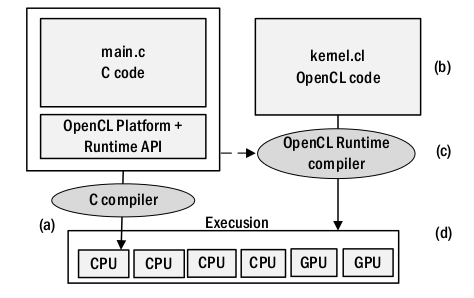 main.c
C code
OpenCL Platform +
Runtime API
kernel.cl
OpenCL code
(b)
OpenCL Runtime
compiler
(c)
C compiler
(a)
Execusion
(d)
CPU CPU CPU CPU GPU GPU